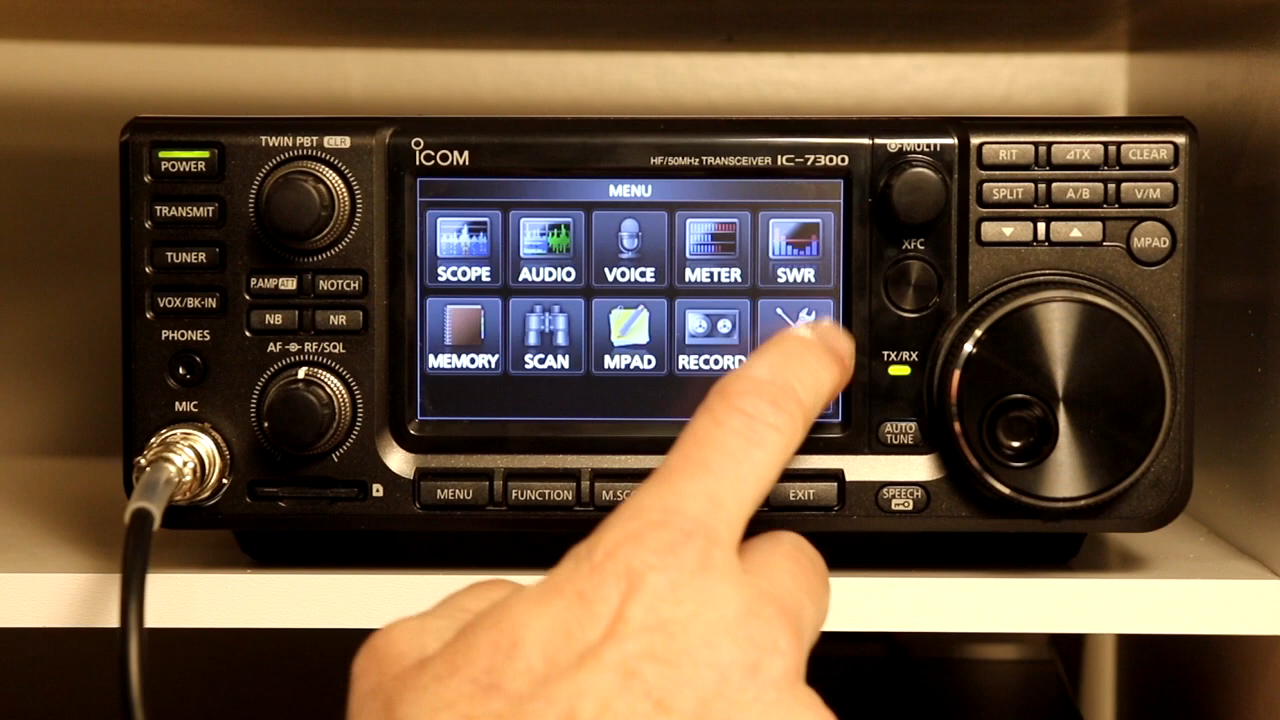 TWIN PBT CLR
POWER
TRANSMIT
TUNER
VOX/BK-IN
P.AMP ATT
NOTCH
NB
NR
PHONES
AF RF/SQL
MIC
ICOM
HF/50MHz TRANSCEIVER IC-7300
MENU
SCOPE
AUDIO
VOICE
METER
SWR
MEMORY
SCAN
MPAD
RECORD
MENU
FUNCTION
EXIT
MULTI
XFC
TX/RX
AUTO
TUNE
SPEECH
RIT
⊿TX
CLEAR
SPLIT
A/B
V/M
▼
▲
MPAD